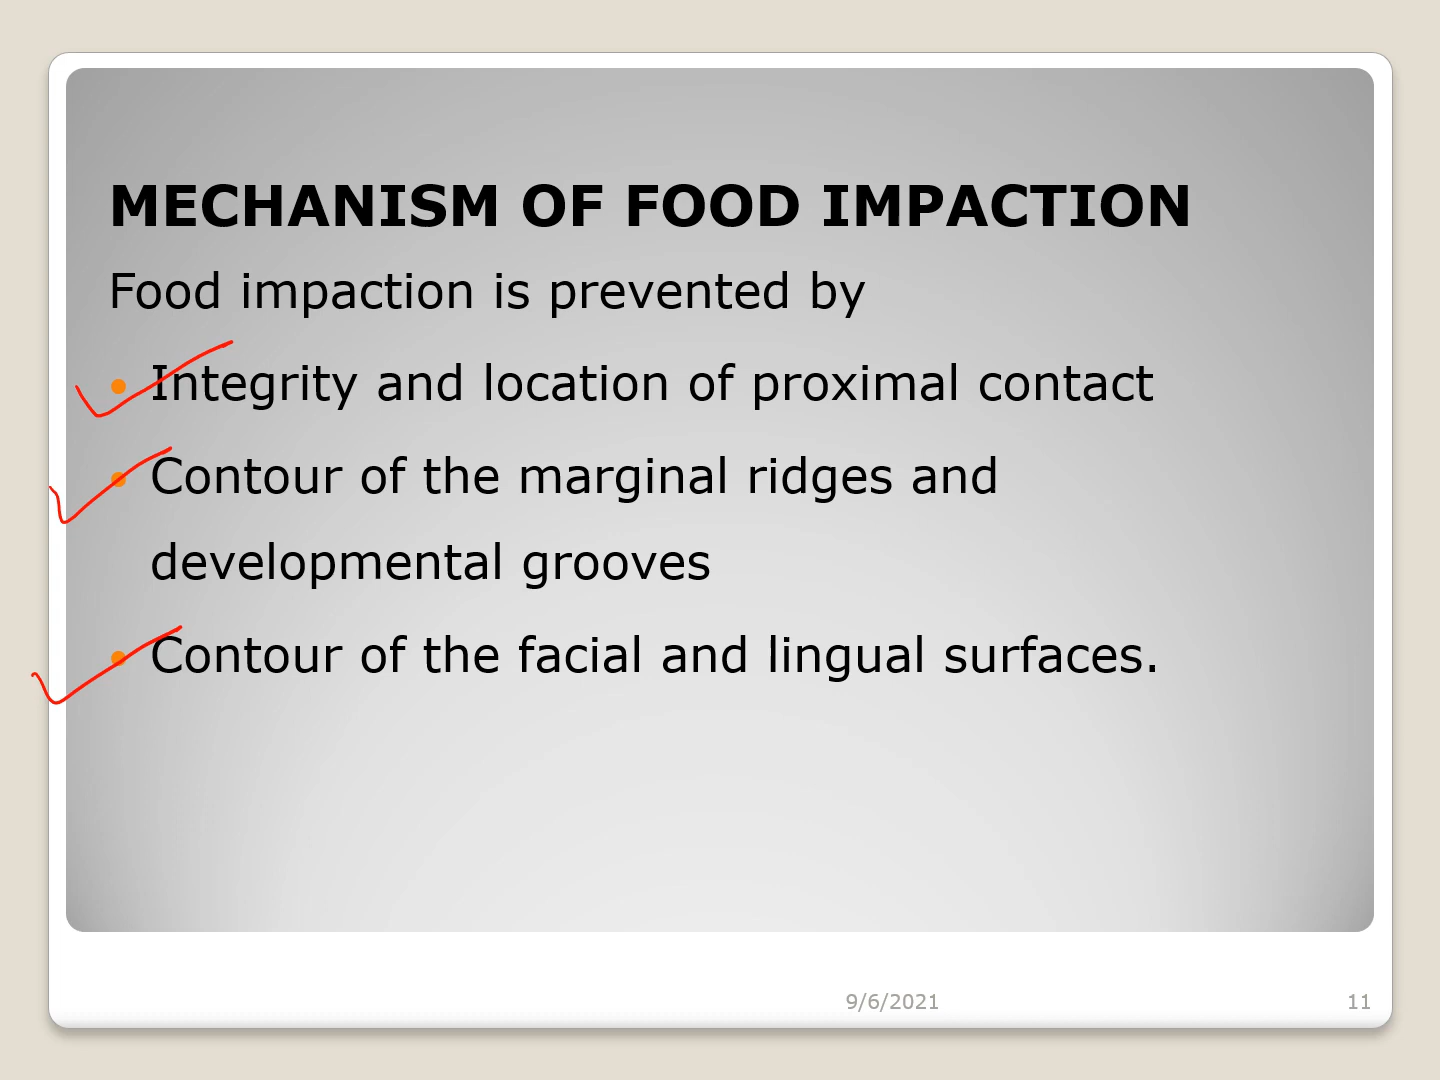 MECHANISM OF FOOD IMPACTION
Food impaction is prevented by
• Integrity and location of proximal contact
• Contour of the marginal ridges and
developmental grooves
• Contour of the facial and lingual surfaces.
9/6/2021 11